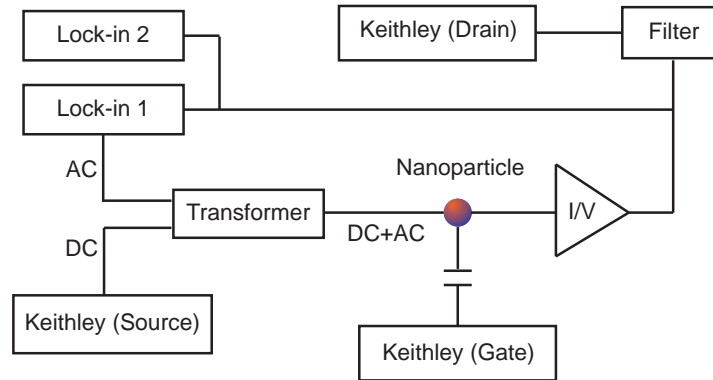 Lock-in 2
Keithley (Drain)
Filter
Lock-in 1
AC
Nanoparticle
Transformer
I/V
DC+AC
DC
Keithley (Source)
Keithley (Gate)